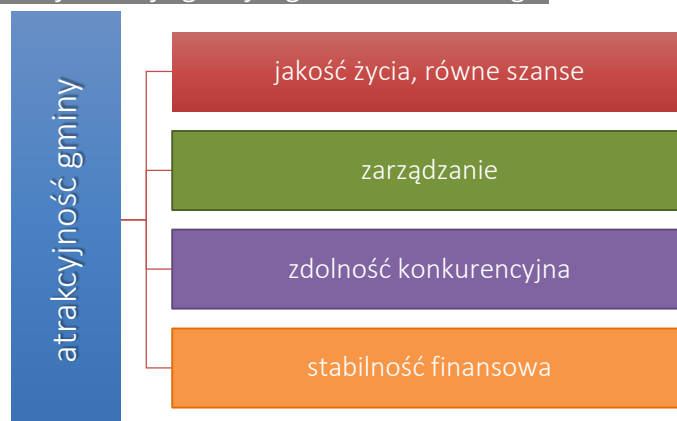 atrakcyjność gminy
jakość życia, równe szanse
zarządzanie
zdolność konkurencyjna
stabilność finansowa